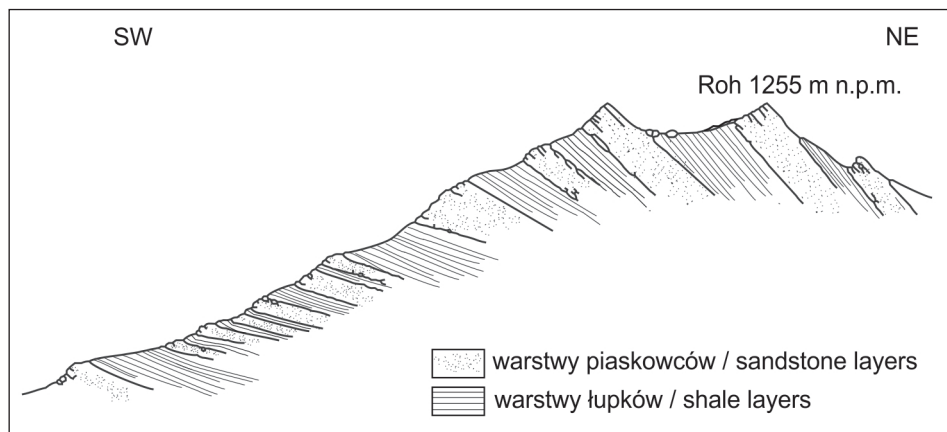 SW
NE
Roh 1255 m n.p.m.
warstwy piaskowców / sandstone layers
warstwy łupków / shale layers